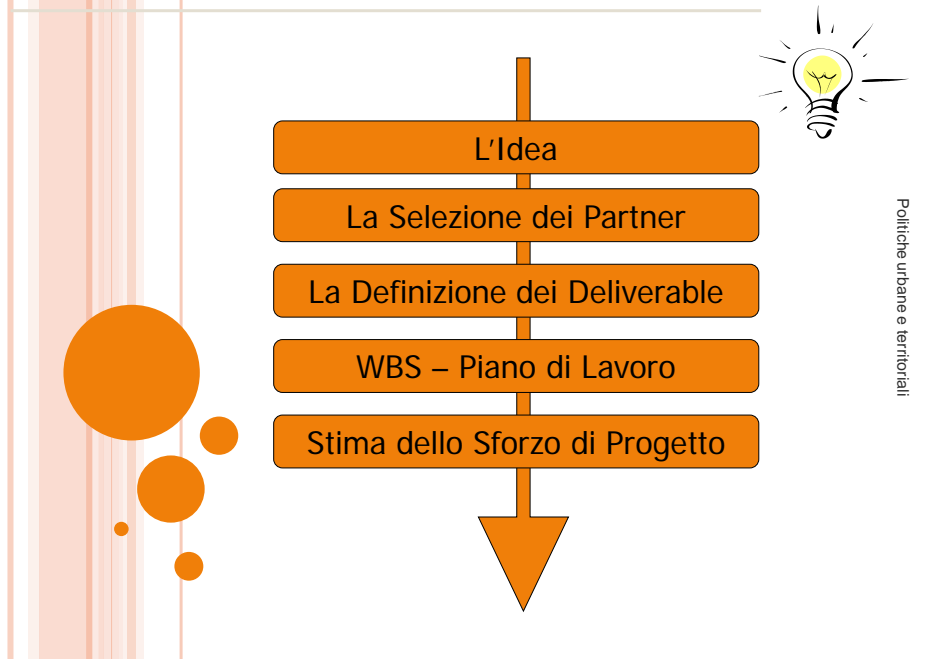 L'Idea
La Selezione dei Partner
La Definizione dei Deliverable
WBS – Piano di Lavoro
Stima dello Sforzo di Progetto
Politiche urbane e territoriali